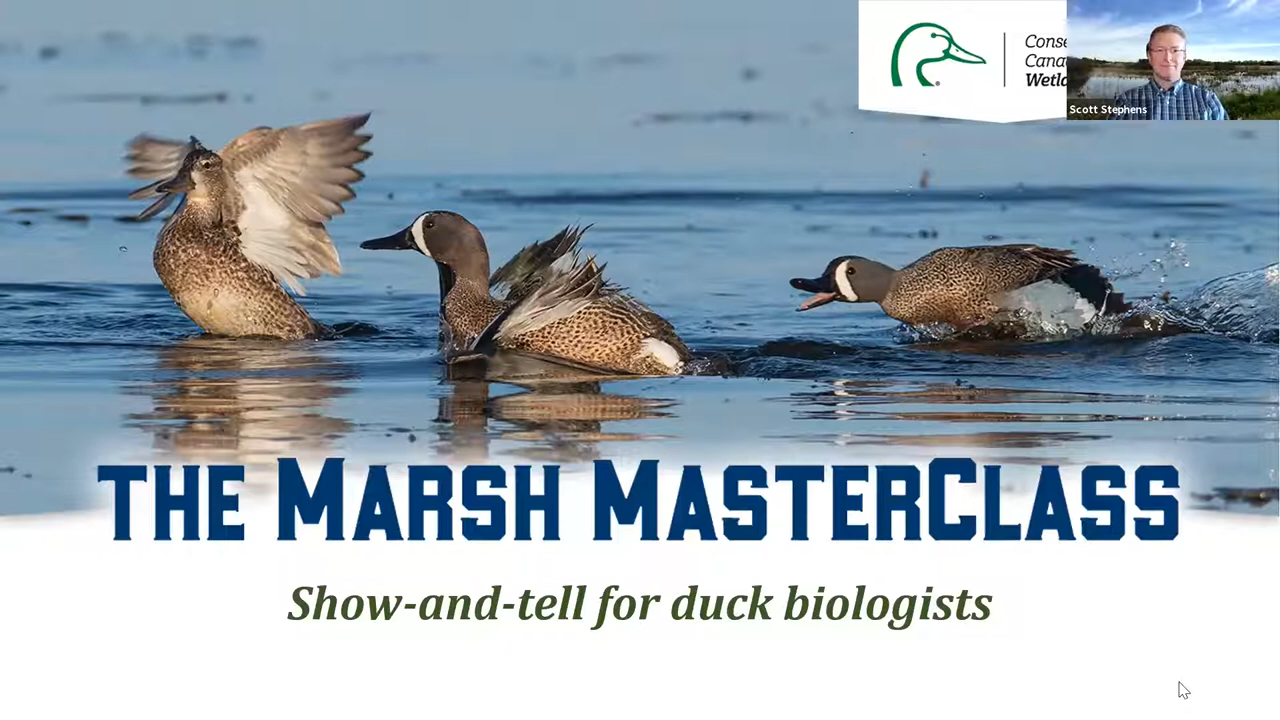 Scott Stephens
THE MARSH MASTERCLASS
Show-and-tell for duck biologists